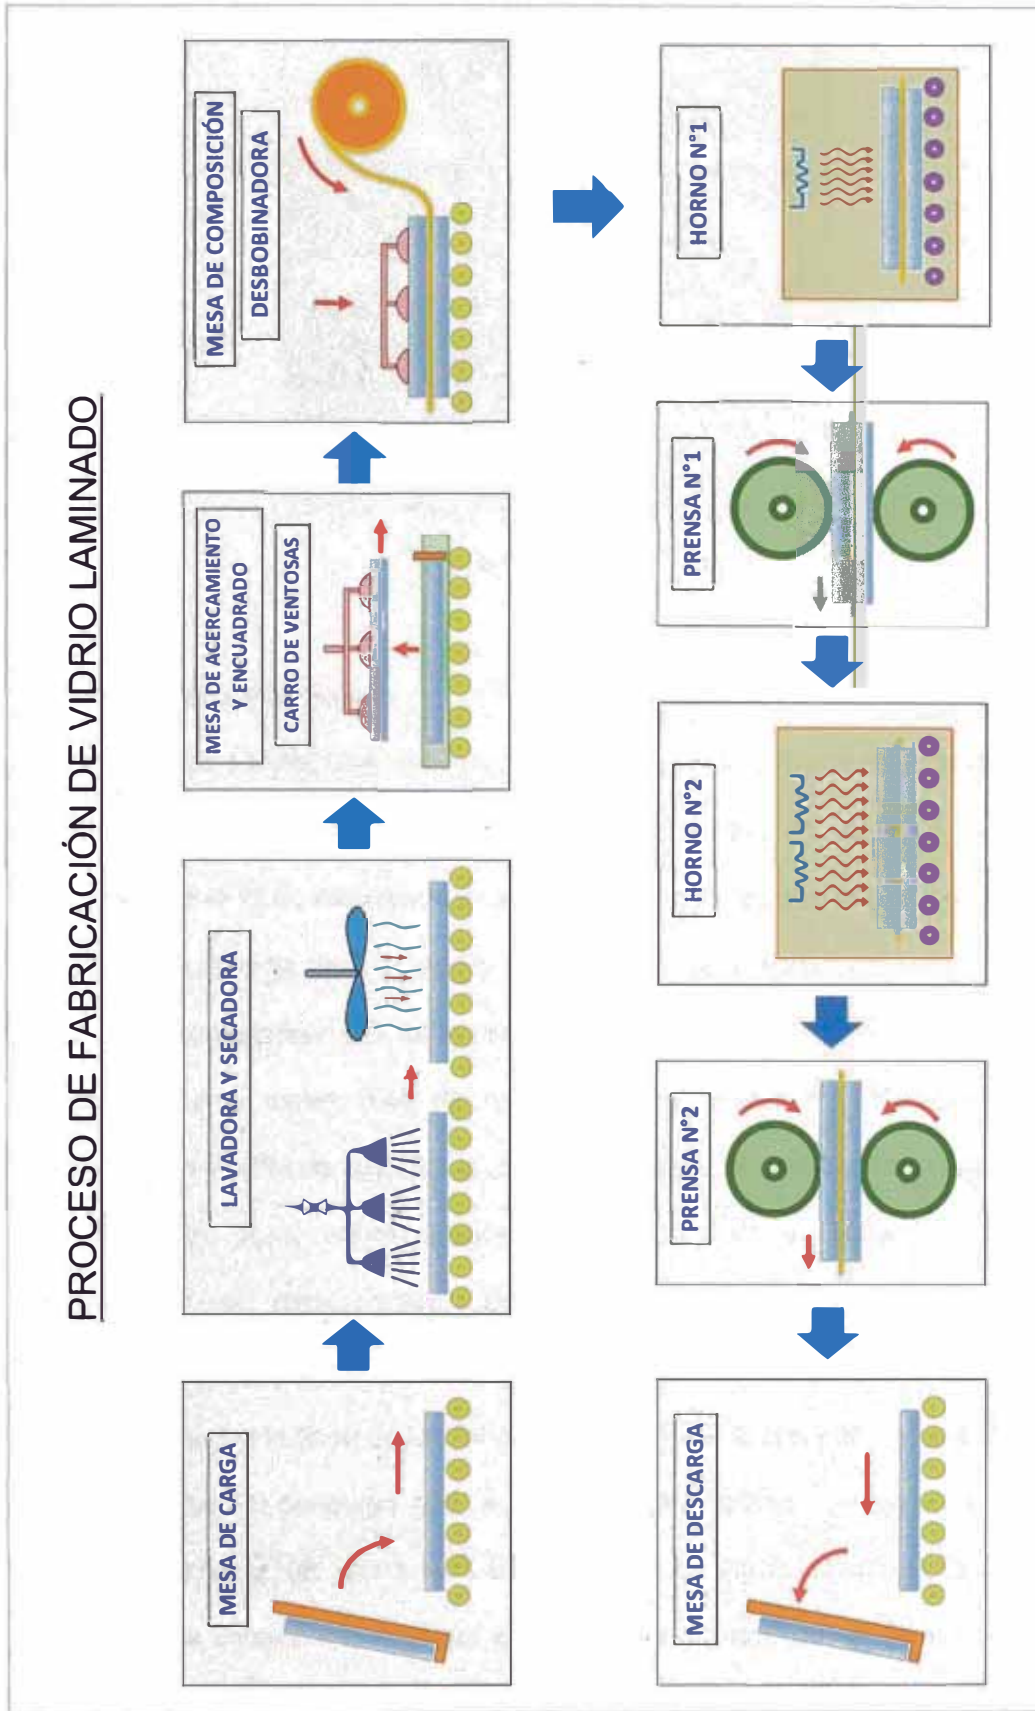 PROCESO DE FABRICACIÓN DE VIDRIO LAMINADO
MESA DE CARGA
LAVADORA Y SECADORA
MESA DE ACERCAMIENTO
Y ENCUADRADO
CARRO DE VENTOSAS
MESA DE COMPOSICIÓN
DESBOBINADORA
HORNO N°1
PRENSA N°1
HORNO N°2
PRENSA N°2
MESA DE DESCARGA